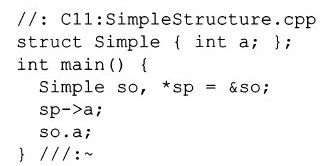 //: C11:SimpleStructure.cpp
struct Simple { int a; };
int main() {
  Simple so, *sp = &so;
  sp->a;
  so.a;
} ///:~